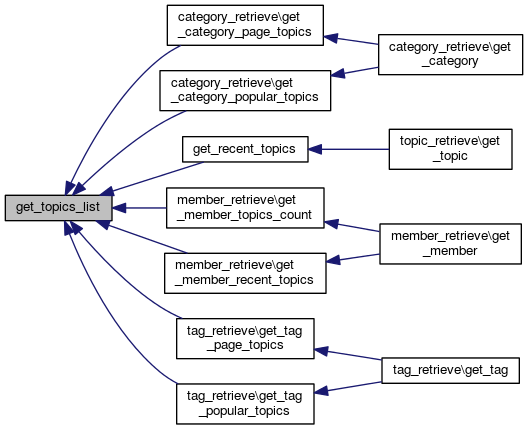 category_retrieve\get
_category_page_topics
category_retrieve\get
_category
category_retrieve\get
_category_popular_topics
get_recent_topics
topic_retrieve\get
_topic
get_topics_list
member_retrieve\get
_member_topics_count
member_retrieve\get
_member
member_retrieve\get
_member_recent_topics
tag_retrieve\get_tag
_page_topics
tag_retrieve\get_tag
tag_retrieve\get_tag
_popular_topics